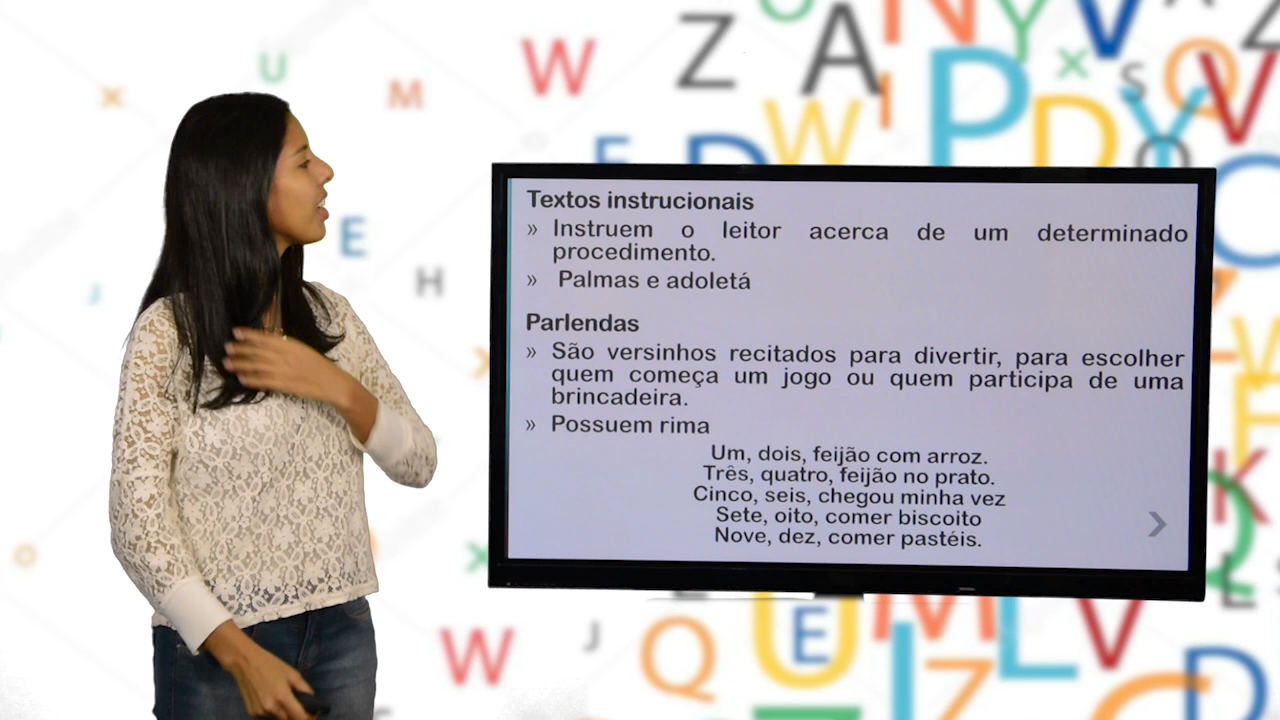 Textos instrucionais
» Instruem o leitor acerca de um determinado
procedimento.
» Palmas e adoletá
Parlendas
» São versinhos recitados para divertir, para escolher
quem começa um jogo ou quem participa de uma
brincadeira.
» Possuem rima
Um, dois, feijão com arroz.
Três, quatro, feijão no prato.
Cinco, seis, chegou minha vez
Sete, oito, comer biscoito
Nove, dez, comer pastéis.